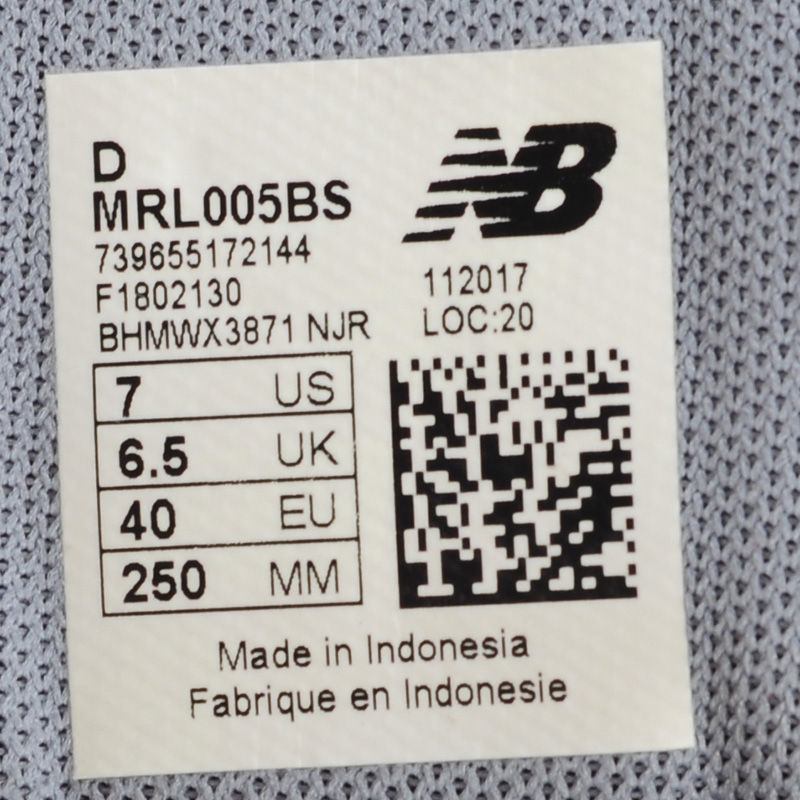 D
NB
MRL005BS
739655172144
F1802130
112017
BHMWX3871 NJR
LOC:20
7 US
6.5 UK
40 EU
250 MM
Made in Indonesia
Fabrique en Indonesie